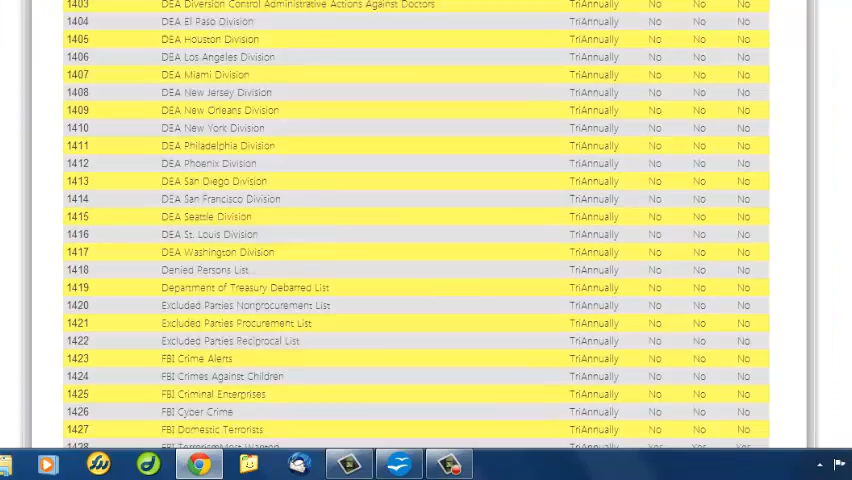 1403 DEA Diversion Control Administrative Actions Against Doctors TriAnnually No No No
1404 DEA El Paso Division TriAnnually No No No
1405 DEA Houston Division TriAnnually No No No
1406 DEA Los Angeles Division TriAnnually No No No
1407 DEA Miami Division TriAnnually No No No
1408 DEA New Jersey Division TriAnnually No No No
1409 DEA New Orleans Division TriAnnually No No No
1410 DEA New York Division TriAnnually No No No
1411 DEA Philadelphia Division TriAnnually No No No
1412 DEA Phoenix Division TriAnnually No No No
1413 DEA San Diego Division TriAnnually No No No
1414 DEA San Francisco Division TriAnnually No No No
1415 DEA Seattle Division TriAnnually No No No
1416 DEA St. Louis Division TriAnnually No No No
1417 DEA Washington Division TriAnnually No No No
1418 Denied Persons List... TriAnnually No No No
1419 Department of Treasury Debarred List TriAnnually No No No
1420 Excluded Parties Nonprocurement List TriAnnually No No No
1421 Excluded Parties Procurement List TriAnnually No No No
1422 Excluded Parties Reciprocal List TriAnnually No No No
1423 FBI Crime Alerts TriAnnually No No No
1424 FBI Crimes Against Children TriAnnually No No No
1425 FBI Criminal Enterprises TriAnnually No No No
1426 FBI Cyber Crime TriAnnually No No No
1427 FBI Domestic Terrorists TriAnnually No No No
1428 FBI TerrorismMost Wanted TriAnnually Yes Yes Yes